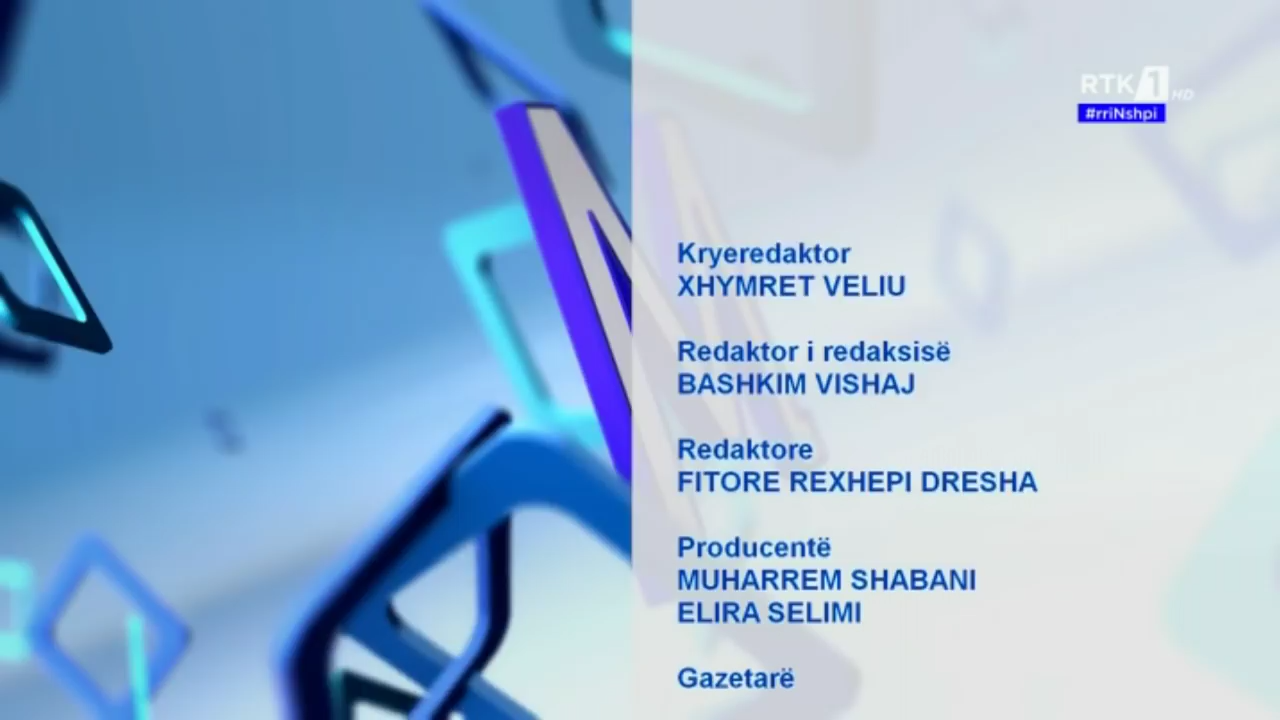 RTK 1 HD
#rriNshpi
Kryeredaktor
XHYMRET VELIU
Redaktor i redaksisë
BASHKIM VISHAJ
Redaktore
FITORE REXHEPI DRESHA
Producentë
MUHARREM SHABANI
ELIRA SELIMI
Gazetarë